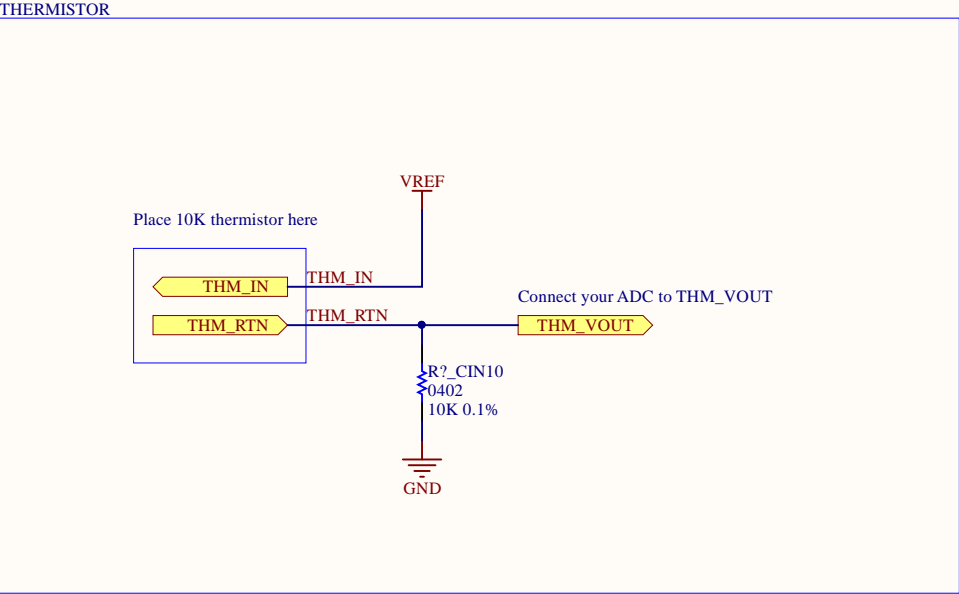 THERMISTOR
VREF
Place 10K thermistor here
THM_IN
THM_IN
Connect your ADC to THM_VOUT
THM_RTN
THM_RTN
THM_VOUT
R?_CIN10
0402
10K 0.1%
GND